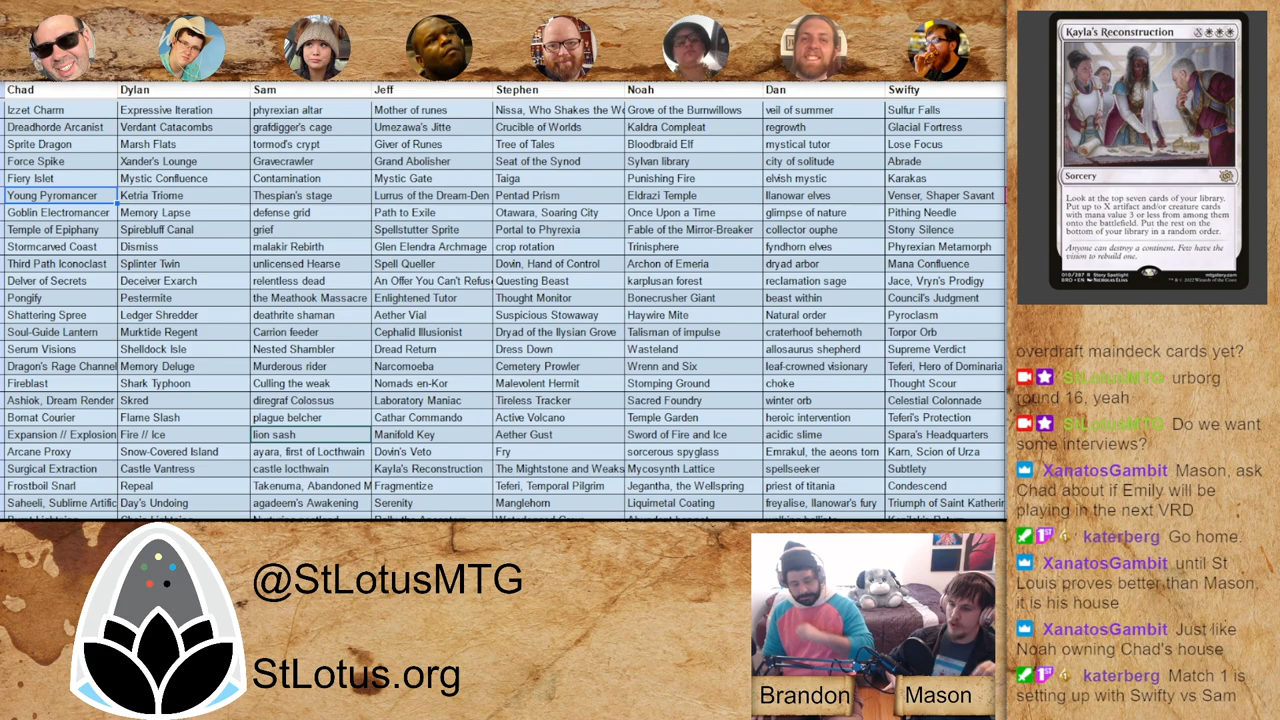 Chad Dylan Sam Jeff Stephen Noah Dan Swifty
Izzet Charm Expressive Iteration phyrexian altar Mother of runes Nissa, Who Shakes the Wo Grove of the Burnwillows veil of summer Sulfur Falls
Dreadhorde Arcanist Verdant Catacombs grafdigger's cage Umezawa's Jitte Crucible of Worlds Kaldra Compleat regrowth Glacial Fortress
Sprite Dragon Marsh Flats tormod's crypt Giver of Runes Tree of Tales Bloodbraid Elf mystical tutor Lose Focus
Force Spike Xander's Lounge Gravecrawler Grand Abolisher Seat of the Synod Sylvan library city of solitude Abrade
Fiery Islet Mystic Confluence Contamination Mystic Gate Taiga Punishing Fire elvish mystic Karakas
Young Pyromancer Ketria Triome Thespian's stage Lurrus of the Dream-Den Pentad Prism Eldrazi Temple llanowar elves Venser, Shaper Savant
Goblin Electromancer Memory Lapse defense grid Path to Exile Otawara, Soaring City Once Upon a Time glimpse of nature Pithing Needle
Temple of Epiphany Spirebluff Canal grief Spellstutter Sprite Portal to Phyrexia Fable of the Mirror-Breaker collector ouphe Stony Silence
Stormcarved Coast Dismiss malakir Rebirth Glen Elendra Archmage crop rotation Trinisphere fyndhorn elves Phyrexian Metamorph
Third Path Iconoclast Splinter Twin unlicensed Hearse Spell Queller Dovin, Hand of Control Archon of Emeria dryad arbor Mana Confluence
Delver of Secrets Deceiver Exarch relentless dead An Offer You Can't Refuse Questing Beast karplusan forest reclamation sage Jace, Vryn's Prodigy
Pongify Pestermite the Meathook Massacre Enlightened Tutor Thought Monitor Bonecrusher Giant beast within Council's Judgment
Shattering Spree Ledger Shredder deathrite shaman Aether Vial Suspicious Stowaway Haywire Mite Natural order Pyroclasm
Soul-Guide Lantern Murktide Regent Carrion feeder Cephalid Illusionist Dryad of the Ilysian Grove Talisman of impulse craterhoof behemoth Torpor Orb
Serum Visions Shelldock Isle Nested Shambler Dread Return Dress Down Wasteland allosaurus shepherd Supreme Verdict
Dragon's Rage Channel Memory Deluge Murderous rider Narcomoeba Cemetery Prowler Wrenn and Six leaf-crowned visionary Teferi, Hero of Dominaria
Fireblast Shark Typhoon Culling the weak Nomads en-Kor Malevolent Hermit Stomping Ground choke Thought Scour
Ashiok, Dream Render Skred diregraf Colossus Laboratory Maniac Tireless Tracker Sacred Foundry winter orb Celestial Colonnade
Bomat Courier Flame Slash plague belcher Cathar Commando Active Volcano Temple Garden heroic intervention Teferi's Protection
Expansion // Explosion Fire // Ice lion sash Manifold Key Aether Gust Sword of Fire and Ice acidic slime Spara's Headquarters
Arcane Proxy Snow-Covered Island ayara, first of Locthwain Dovin's Veto Fry sorcerous spyglass Emrakul, the aeons torn Karn, Scion of Urza
Surgical Extraction Castle Vantress castle locthwain Kayla's Reconstruction The Mightstone and Weaks Mycosynth Lattice spellseeker Subtlety
Frostboil Snarl Repeal Takenuma, Abandoned M Fragmentize Teferi, Temporal Pilgrim Jegantha, the Wellspring priest of titania Condescend
Saheeli, Sublime Artific Day's Undoing agadeem's Awakening Serenity Manglehorn Liquimetal Coating freyalise, llanowar's fury Triumph of Saint Katherin
Kayla's Reconstruction
Sorcery
Look at the top seven cards of your library.
Put up to X artifact and/or creature cards
with mana value 3 or less from among them
onto the battlefield. Put the rest on the
bottom of your library in a random order.
Anyone can destroy a continent. Few have the
vision to rebuild one.
overdraft maindeck cards yet?
StLotusMTG urborg
round 16, yeah
StLotusMTG Do we want
some interviews?
XanatosGambit Mason, ask
Chad about if Emily will be
playing in the next VRD
katerberg Go home.
XanatosGambit until St
Louis proves better than Mason,
it is his house
XanatosGambit Just like
Noah owning Chad's house
katerberg Match 1 is
setting up with Swifty vs Sam
@StLotusMTG
StLotus.org
Brandon Mason